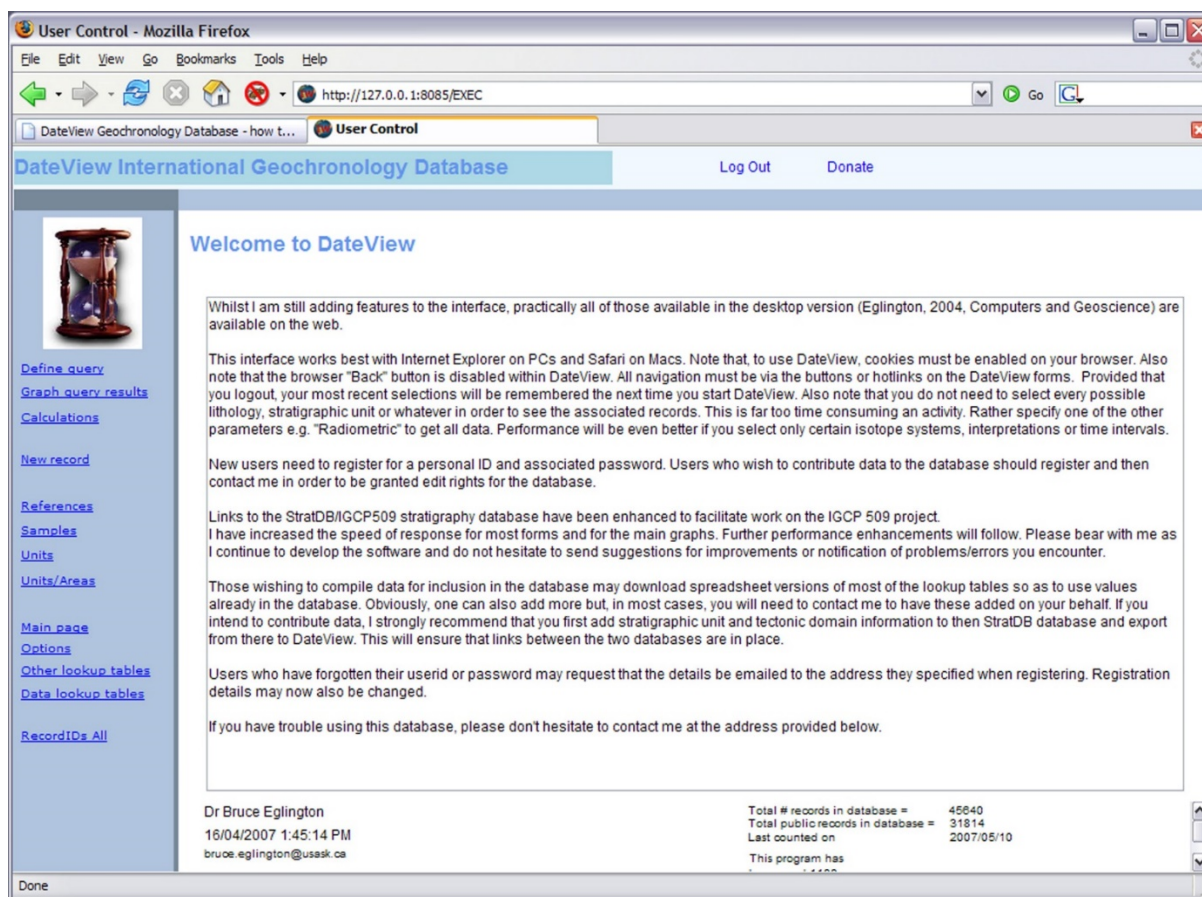 User Control - Mozilla Firefox
File Edit View Go Bookmarks Tools Help
http://127.0.0.1:8085/EXEC
Go
G
DateView Geochronology Database - how t...
User Control
DateView International Geochronology Database
Log Out
Donate
Define query
Graph query results
Calculations
New record
References
Samples
Units
Units/Areas
Main page
Options
Other lookup tables
Data lookup tables
RecordIDs All
Welcome to DateView
Whilst I am still adding features to the interface, practically all of those available in the desktop version (Eglington, 2004, Computers and Geoscience) are
available on the web.
This interface works best with Internet Explorer on PCs and Safari on Macs. Note that, to use DateView, cookies must be enabled on your browser. Also
note that the browser "Back" button is disabled within DateView. All navigation must be via the buttons or hotlinks on the DateView forms. Provided that
you logout, your most recent selections will be remembered the next time you start DateView. Also note that you do not need to select every possible
lithology, stratigraphic unit or whatever in order to see the associated records. This is far too time consuming an activity. Rather specify one of the other
parameters e.g. "Radiometric" to get all data. Performance will be even better if you select only certain isotope systems, interpretations or time intervals.
New users need to register for a personal ID and associated password. Users who wish to contribute data to the database should register and then
contact me in order to be granted edit rights for the database.
Links to the StratDB/IGCP509 stratigraphy database have been enhanced to facilitate work on the IGCP 509 project.
I have increased the speed of response for most forms and for the main graphs. Further performance enhancements will follow. Please bear with me as
I continue to develop the software and do not hesitate to send suggestions for improvements or notification of problems/errors you encounter.
Those wishing to compile data for inclusion in the database may download spreadsheet versions of most of the lookup tables so as to use values
already in the database. Obviously, one can also add more but, in most cases, you will need to contact me to have these added on your behalf. If you
intend to contribute data, I strongly recommend that you first add stratigraphic unit and tectonic domain information to then StratDB database and export
from there to DateView. This will ensure that links between the two databases are in place.
Users who have forgotten their userid or password may request that the details be emailed to the address they specified when registering. Registration
details may now also be changed.
If you have trouble using this database, please don't hesitate to contact me at the address provided below.
Dr Bruce Eglington
16/04/2007 1:45:14 PM
bruce.eglington@usask.ca
Total # records in database = 45640
Total public records in database = 31814
Last counted on 2007/05/10
This program has
Done